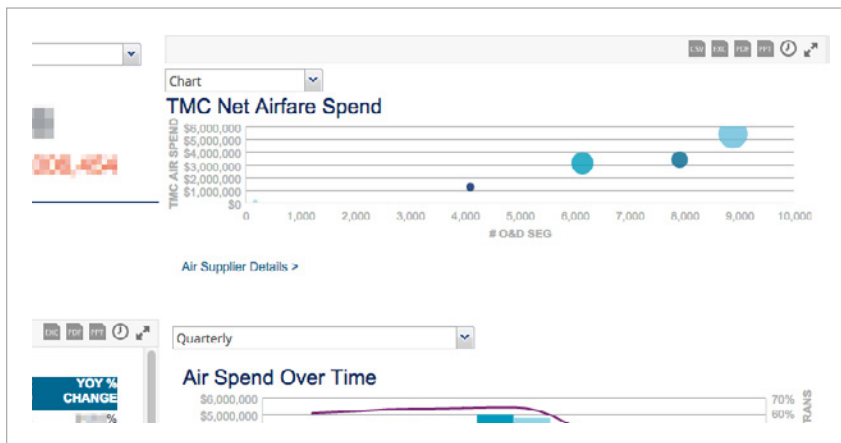 CSV EXC PDF PPT
Chart
TMC Net Airfare Spend
TMC AIR SPEND
$6,000,000
$5,000,000
$4,000,000
$3,000,000
$2,000,000
$1,000,000
$0
0 1,000 2,000 3,000 4,000 5,000 6,000 7,000 8,000 9,000 10,000
# O&D SEG
Air Supplier Details >
EXC PDF PPT
Quarterly
YOY %
CHANGE
%
Air Spend Over Time
$6,000,000
$5,000,000
70%
60%
TRANS